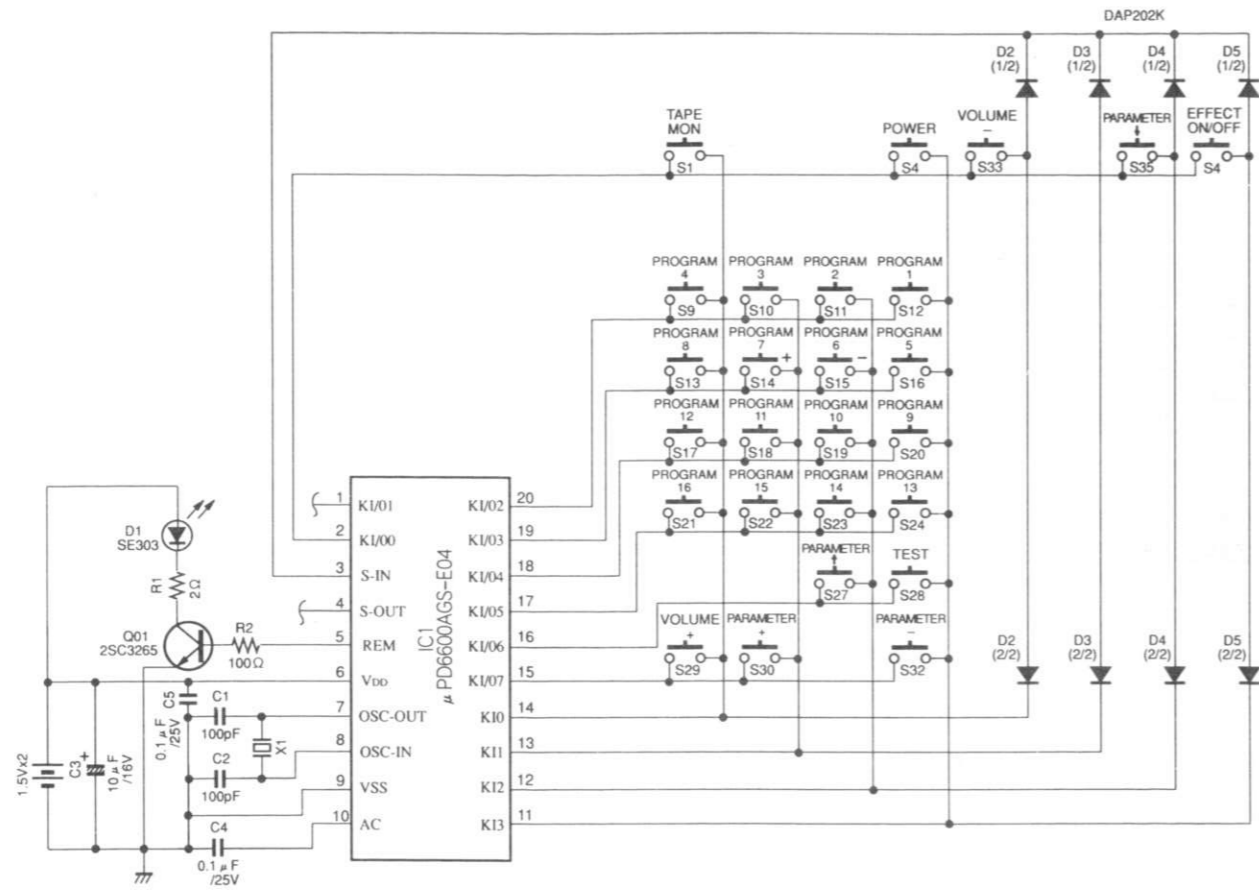 DAP202K
D2 D3 D4 D5
(1/2) (1/2) (1/2) (1/2)
TAPE
MON
POWER
VOLUME
–
PARAMETER
EFFECT
ON/OFF
S1 S4 S33 S35 S4
PROGRAM PROGRAM PROGRAM PROGRAM
4 3 2 1
S9 S10 S11 S12
PROGRAM PROGRAM PROGRAM PROGRAM
8 7 + 6 – 5
S13 S14 S15 S16
PROGRAM PROGRAM PROGRAM PROGRAM
12 11 10 9
S17 S18 S19 S20
PROGRAM PROGRAM PROGRAM PROGRAM
16 15 14 13
S21 S22 S23 S24
PARAMETER TEST
S27 S28
VOLUME PARAMETER PARAMETER
+ + –
S29 S30 S32
D2 D3 D4 D5
(2/2) (2/2) (2/2) (2/2)
IC1
μPD6600AGS-E04
1 KI/01
2 KI/00
3 S-IN
4 S-OUT
5 REM
6 VDD
7 OSC-OUT
8 OSC-IN
9 VSS
10 AC
KI/02 20
KI/03 19
KI/04 18
KI/05 17
KI/06 16
KI/07 15
KI0 14
KI1 13
KI2 12
KI3 11
D1
SE303
R1
2Ω
Q01
2SC3265
R2
100Ω
C5
0.1μF
/25V
C1
100pF
X1
C2
100pF
1.5Vx2
C3 +
10μF
/16V
C4
0.1μF
/25V